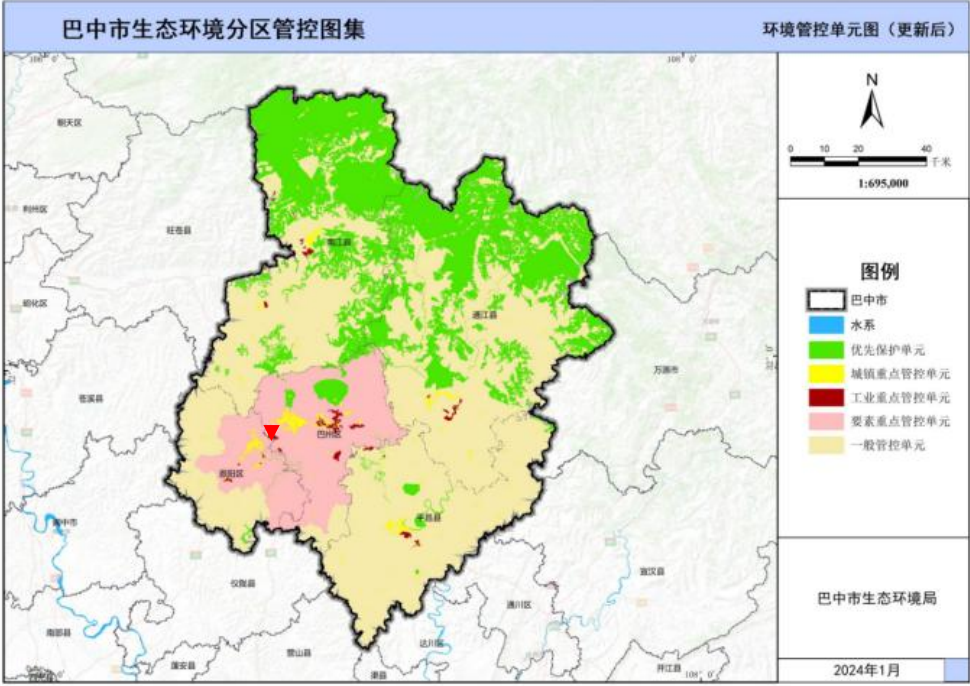 巴中市生态环境分区管控图集
环境管控单元图（更新后）
108° 0′
N
0 10 20 40
千米
1:695,000
朝天区
利州区
旺苍县
南江县
昭化区
通江县
苍溪县
万源市
巴州区
恩阳区
阆中市
平昌县
仪陇县
宣汉县
通川区
南部县
营山县
达川区
蓬安县
渠县
开江县
108° 0′
图例
巴中市
水系
优先保护单元
城镇重点管控单元
工业重点管控单元
要素重点管控单元
一般管控单元
巴中市生态环境局
2024年1月